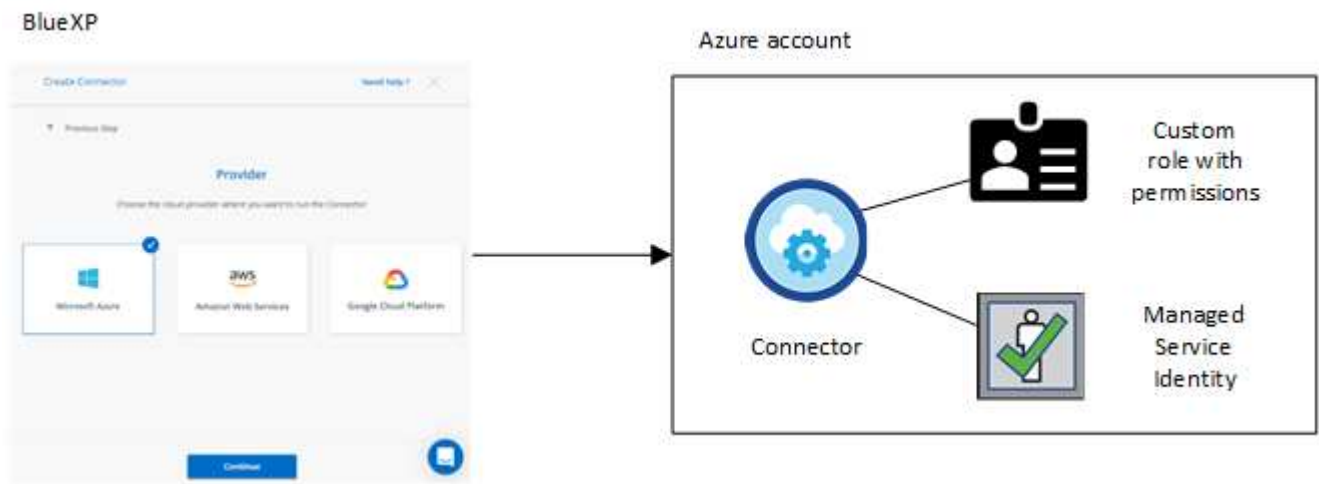 BlueXP
Create Connector
Need help ?
Previous Step
Provider
Choose the cloud provider where you want to run the Connector
Microsoft Azure
aws
Amazon Web Services
Google Cloud Platform
Continue
Azure account
Connector
Custom
role with
permissions
Managed
Service
Identity